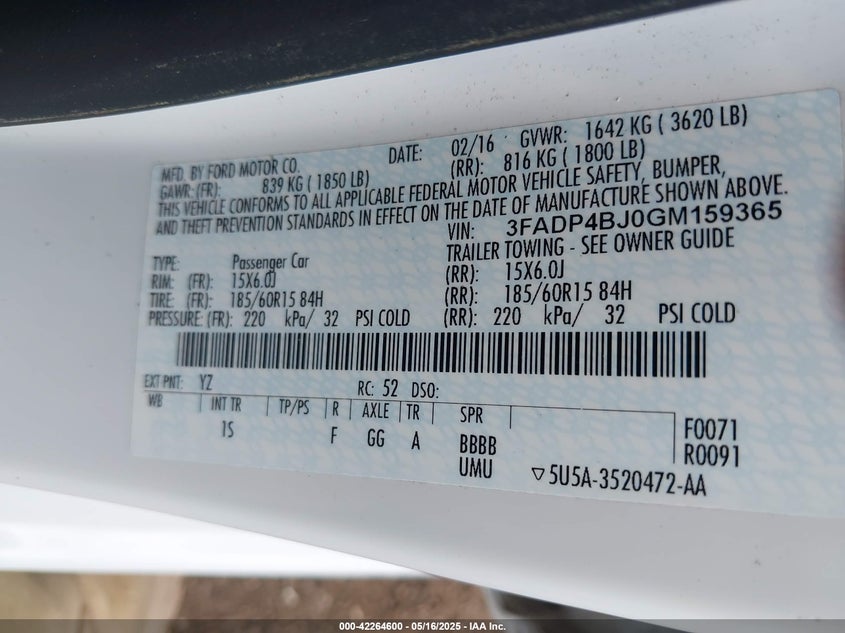 MFD. BY FORD MOTOR CO. DATE: 02/16 GVWR: 1642 KG ( 3620 LB)
GAWR: (FR): 839 KG ( 1850 LB) (RR): 816 KG ( 1800 LB)
THIS VEHICLE CONFORMS TO ALL APPLICABLE FEDERAL MOTOR VEHICLE SAFETY, BUMPER,
AND THEFT PREVENTION STANDARDS IN EFFECT ON THE DATE OF MANUFACTURE SHOWN ABOVE.
VIN: 3FADP4BJ0GM159365
TYPE: Passenger Car TRAILER TOWING - SEE OWNER GUIDE
RIM: (FR): 15X6.0J (RR): 15X6.0J
TIRE: (FR): 185/60R15 84H (RR): 185/60R15 84H
PRESSURE: (FR): 220 kPa/ 32 PSI COLD (RR): 220 kPa/ 32 PSI COLD
EXT PNT: YZ RC: 52 DSO:
WB INT TR TP/PS R AXLE TR SPR
1S F GG A BBBB F0071
UMU R0091
▽5U5A-3520472-AA
000-42264600 - 05/16/2025 - IAA Inc.